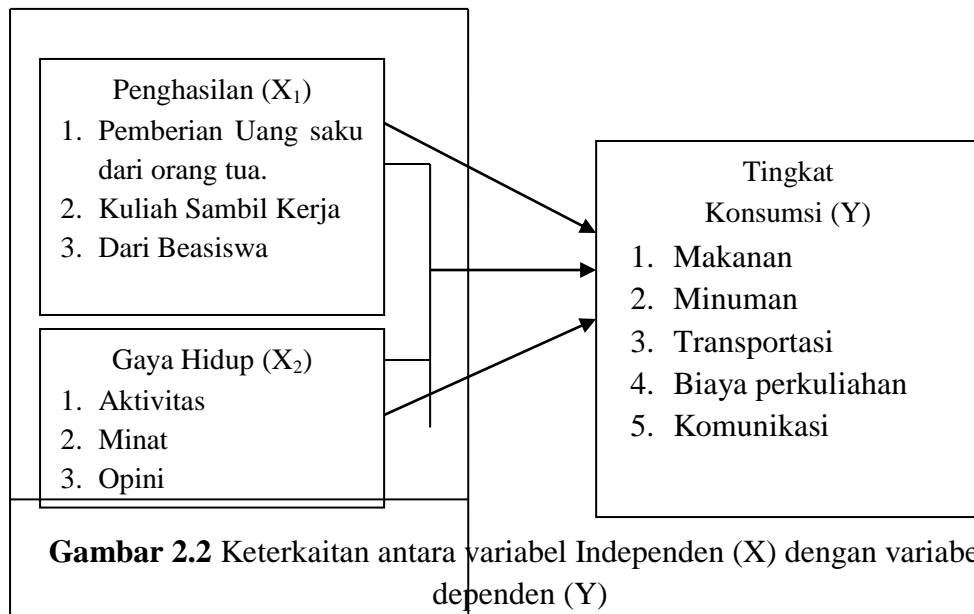 Penghasilan (X₁)
1. Pemberian Uang saku
dari orang tua.
2. Kuliah Sambil Kerja
3. Dari Beasiswa
Gaya Hidup (X₂)
1. Aktivitas
2. Minat
3. Opini
Tingkat
Konsumsi (Y)
1. Makanan
2. Minuman
3. Transportasi
4. Biaya perkuliahan
5. Komunikasi
Gambar 2.2 Keterkaitan antara variabel Independen (X) dengan variabe
dependen (Y)